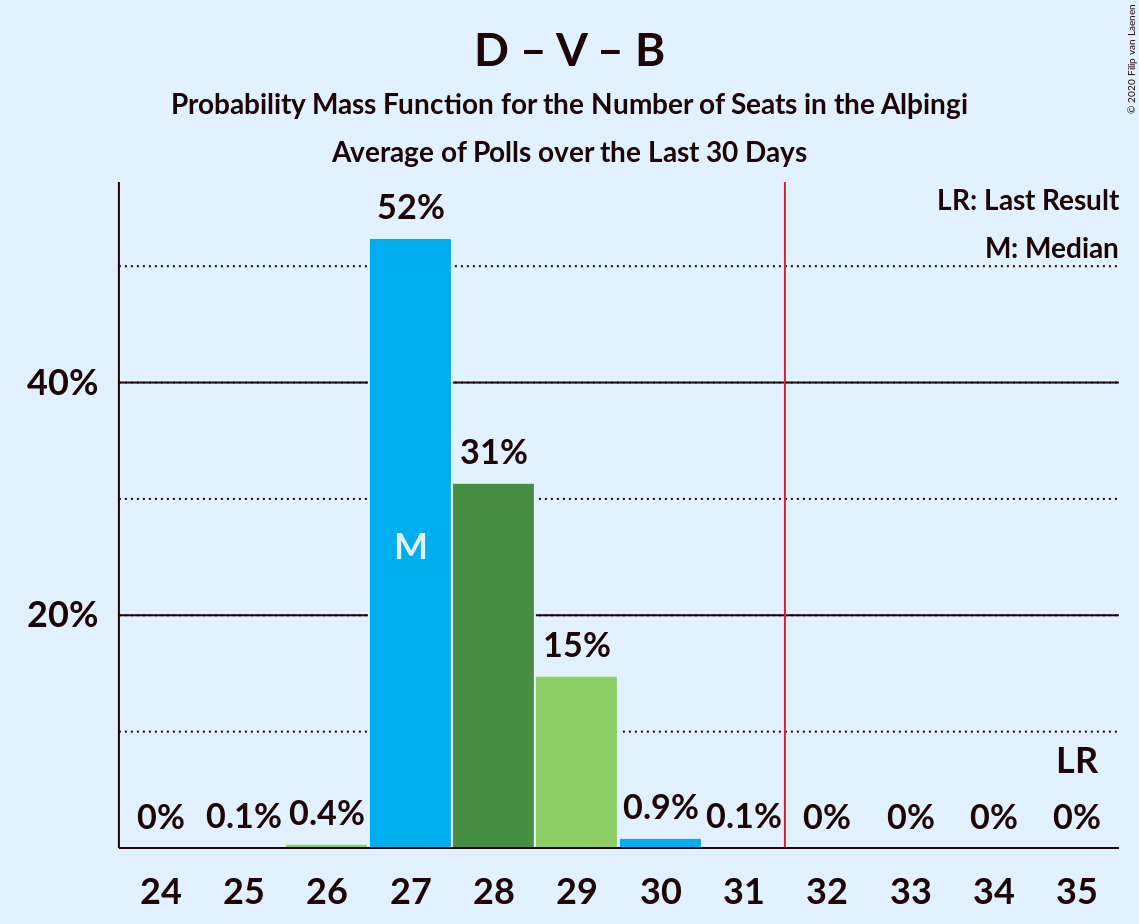 D – V – B
Probability Mass Function for the Number of Seats in the Alþingi
Average of Polls over the Last 30 Days
© 2020 Filip van Laenen
LR: Last Result
M: Median
52%
40%
31%
M
20%
15%
LR
0% 0.1% 0.4% 0.9% 0.1% 0% 0% 0% 0%
24 25 26 27 28 29 30 31 32 33 34 35